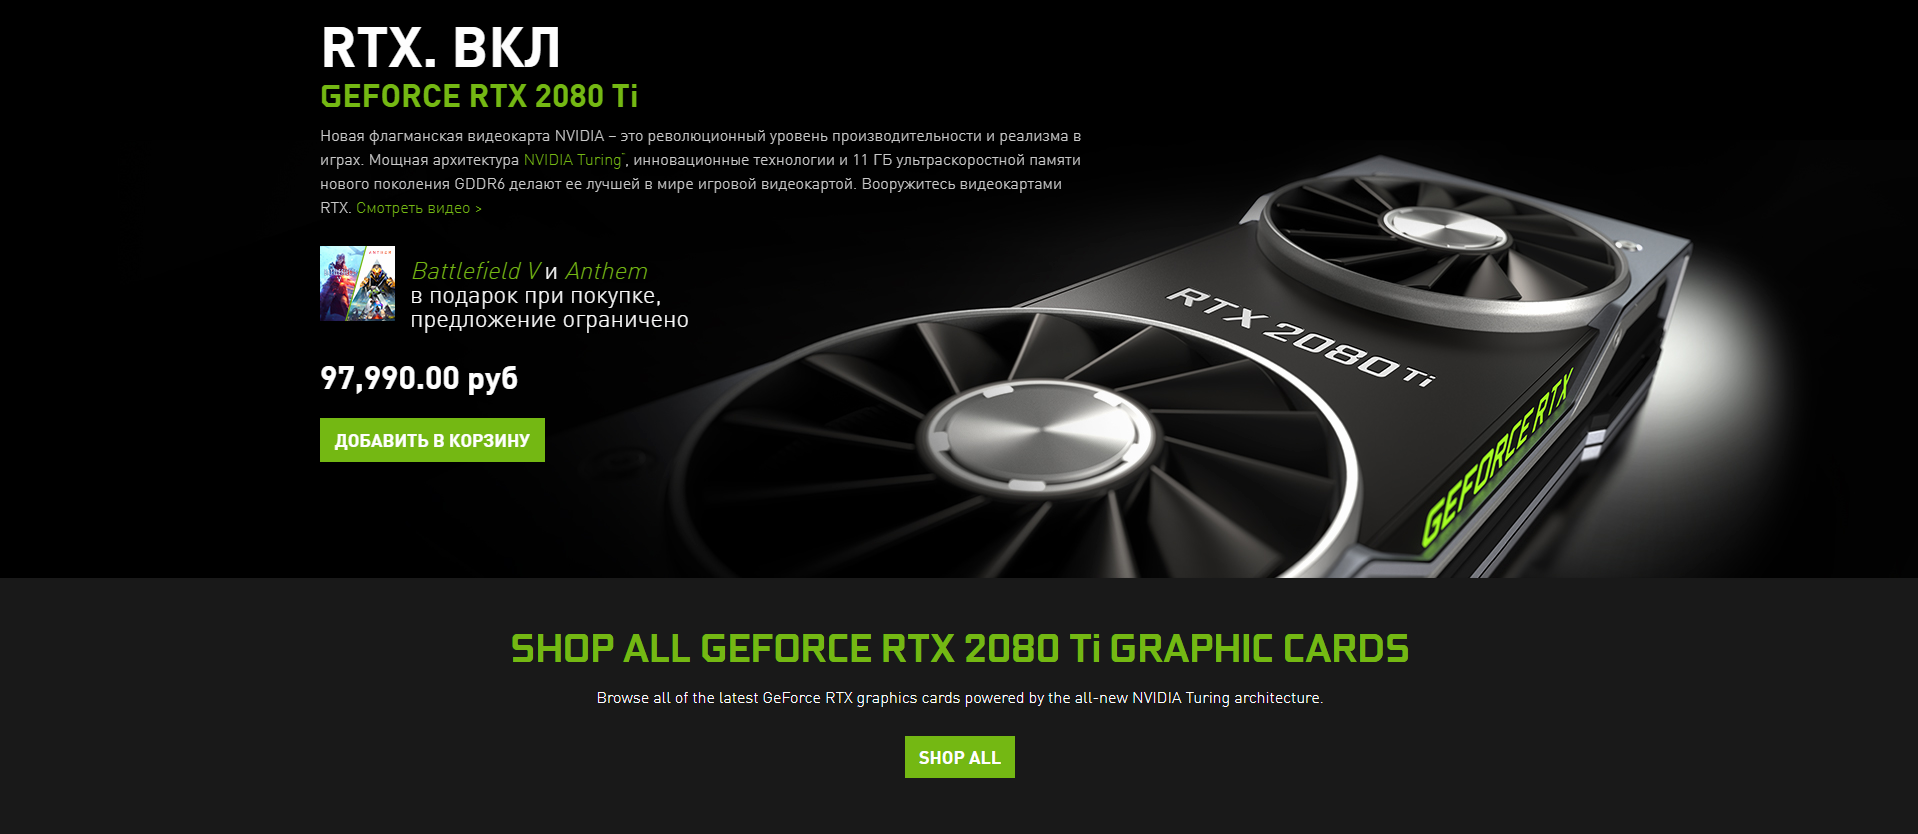 RTX. ВКЛ
GEFORCE RTX 2080 Ti
Новая флагманская видеокарта NVIDIA – это революционный уровень производительности и реализма в
играх. Мощная архитектура NVIDIA Turing™, инновационные технологии и 11 ГБ ультраскоростной памяти
нового поколения GDDR6 делают ее лучшей в мире игровой видеокартой. Вооружитесь видеокартами
RTX. Смотреть видео >
ANTHEM
Battlefield V и Anthem
в подарок при покупке,
предложение ограничено
97,990.00 руб
ДОБАВИТЬ В КОРЗИНУ
RTX 2080 Ti
GEFORCE RTX
SHOP ALL GEFORCE RTX 2080 Ti GRAPHIC CARDS
Browse all of the latest GeForce RTX graphics cards powered by the all-new NVIDIA Turing architecture.
SHOP ALL